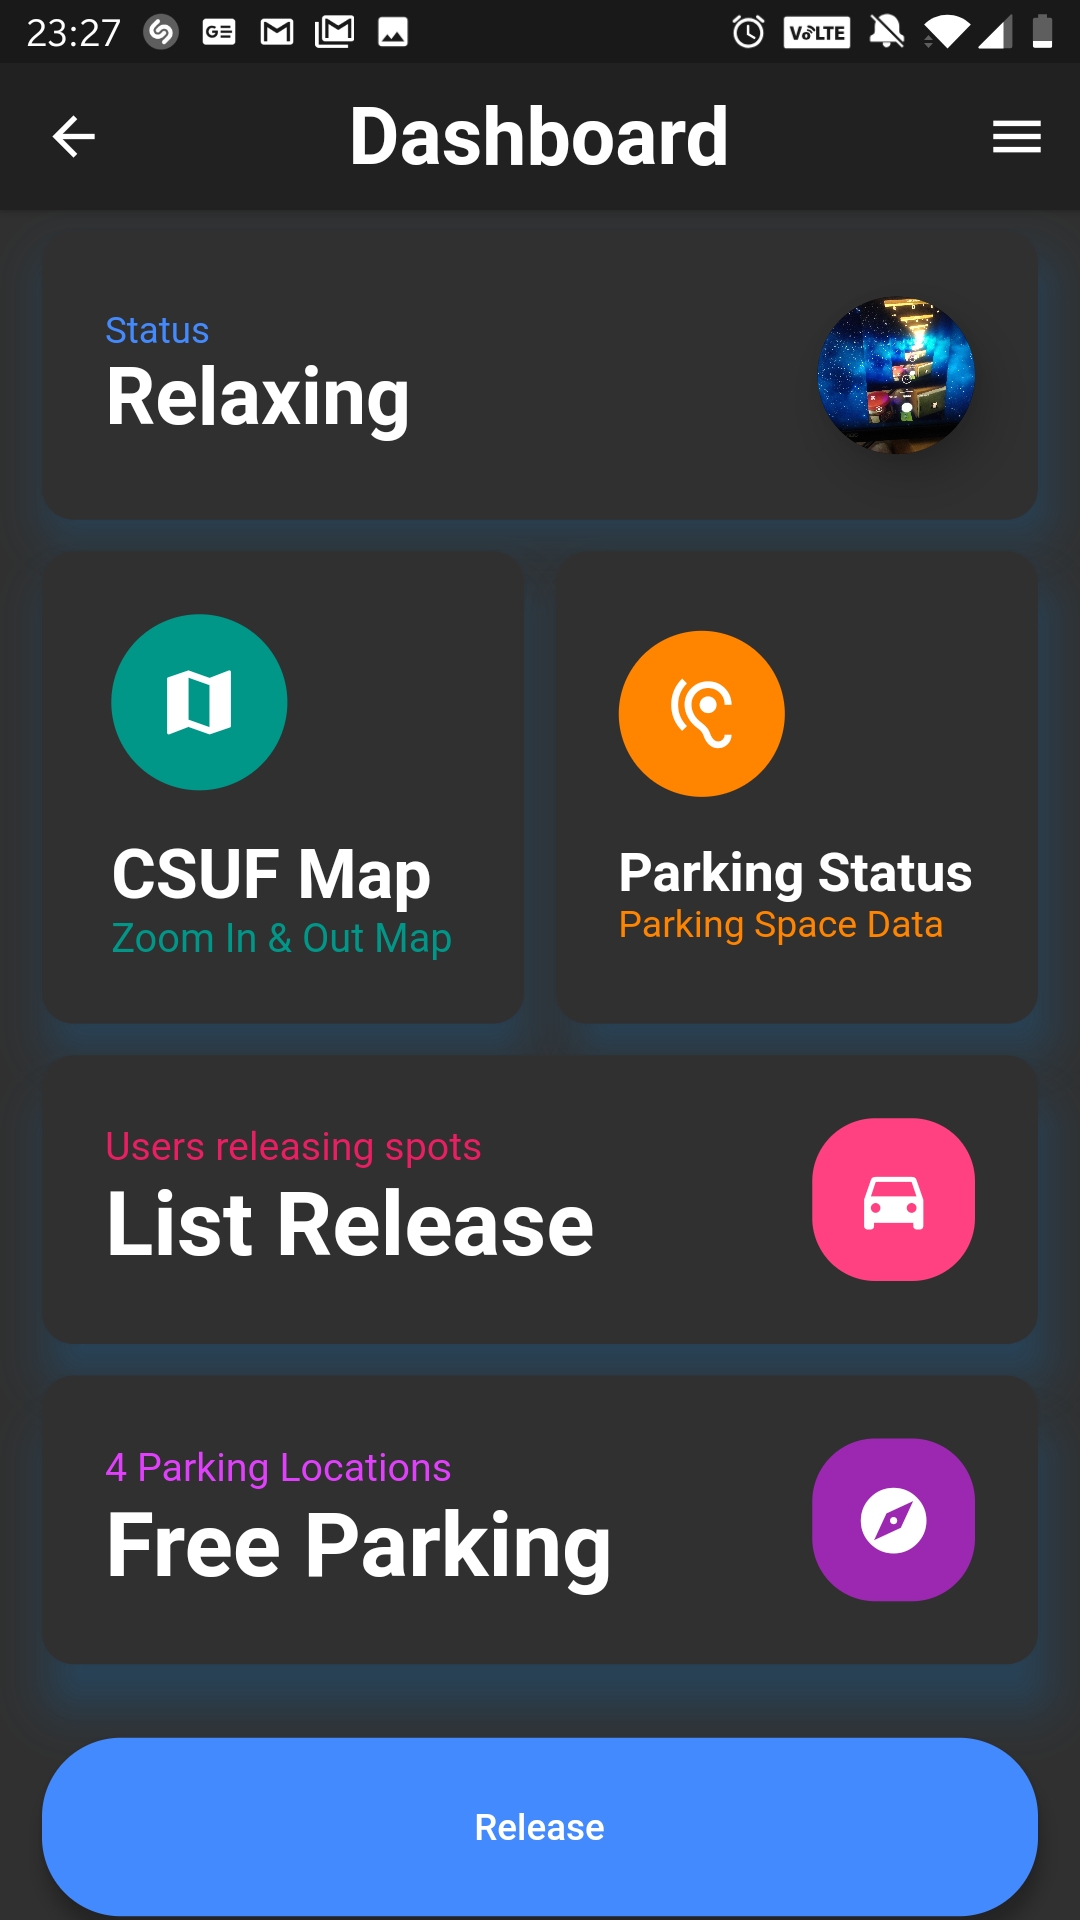 23:27
GE
VoLTE
Dashboard
Status
Relaxing
CSUF Map
Zoom In & Out Map
Parking Status
Parking Space Data
Users releasing spots
List Release
4 Parking Locations
Free Parking
Release